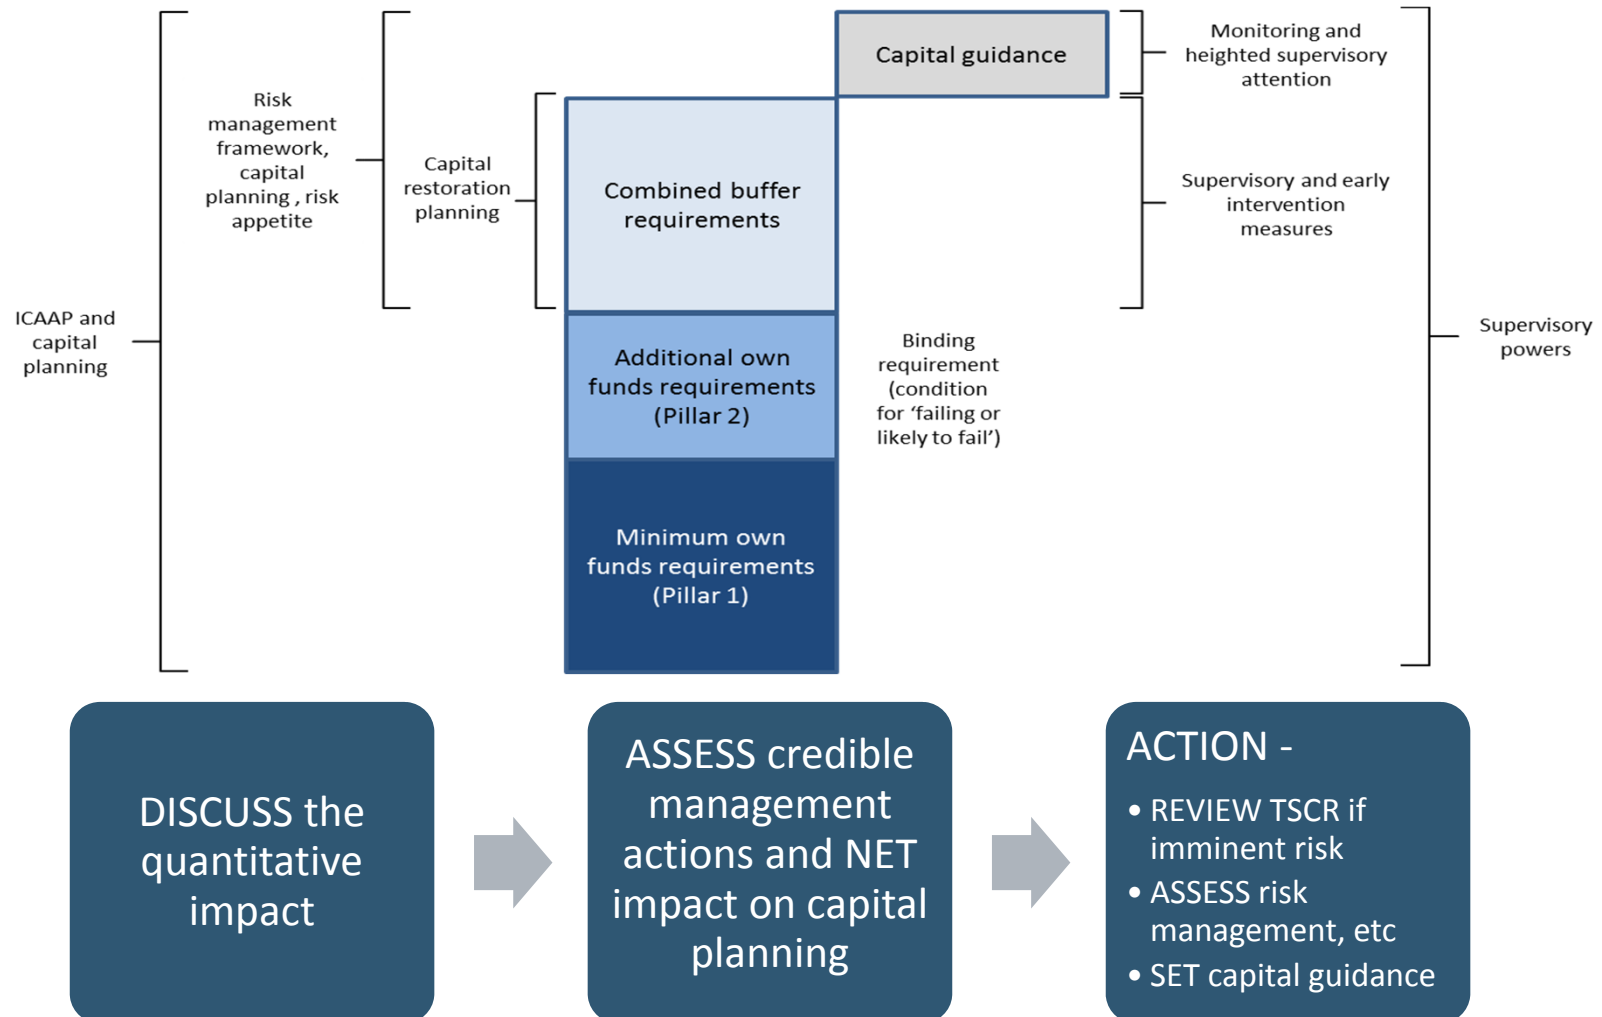 Capital guidance
Monitoring and
heighted supervisory
attention
Risk
management
framework,
capital
planning , risk
appetite
Capital
restoration
planning
Combined buffer
requirements
Supervisory and early
intervention
measures
ICAAP and
capital
planning
Additional own
funds requirements
(Pillar 2)
Binding
requirement
(condition
for ‘failing or
likely to fail’)
Supervisory
powers
Minimum own
funds requirements
(Pillar 1)
DISCUSS the
quantitative
impact
ASSESS credible
management
actions and NET
impact on capital
planning
ACTION -
• REVIEW TSCR if
imminent risk
• ASSESS risk
management, etc
• SET capital guidance